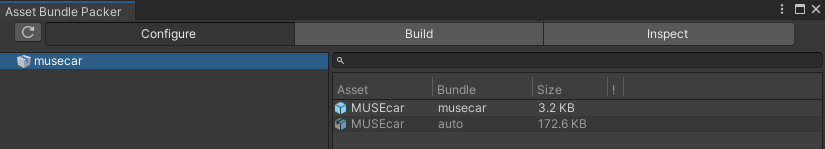 Asset Bundle Packer
Configure Build Inspect
musecar
Asset Bundle Size !
MUSEcar musecar 3.2 KB
MUSEcar auto 172.6 KB